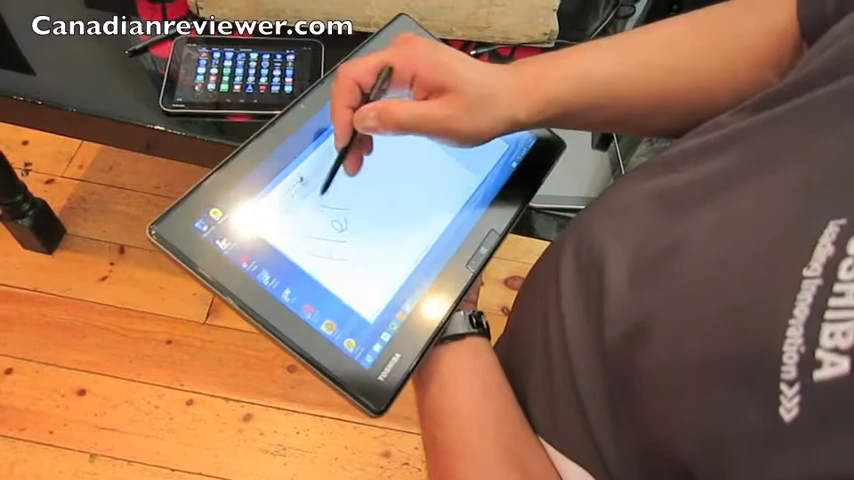 Canadianreviewer.com
Hel
TOSHIBA
TOSHIBA
Leading Innovation >>>